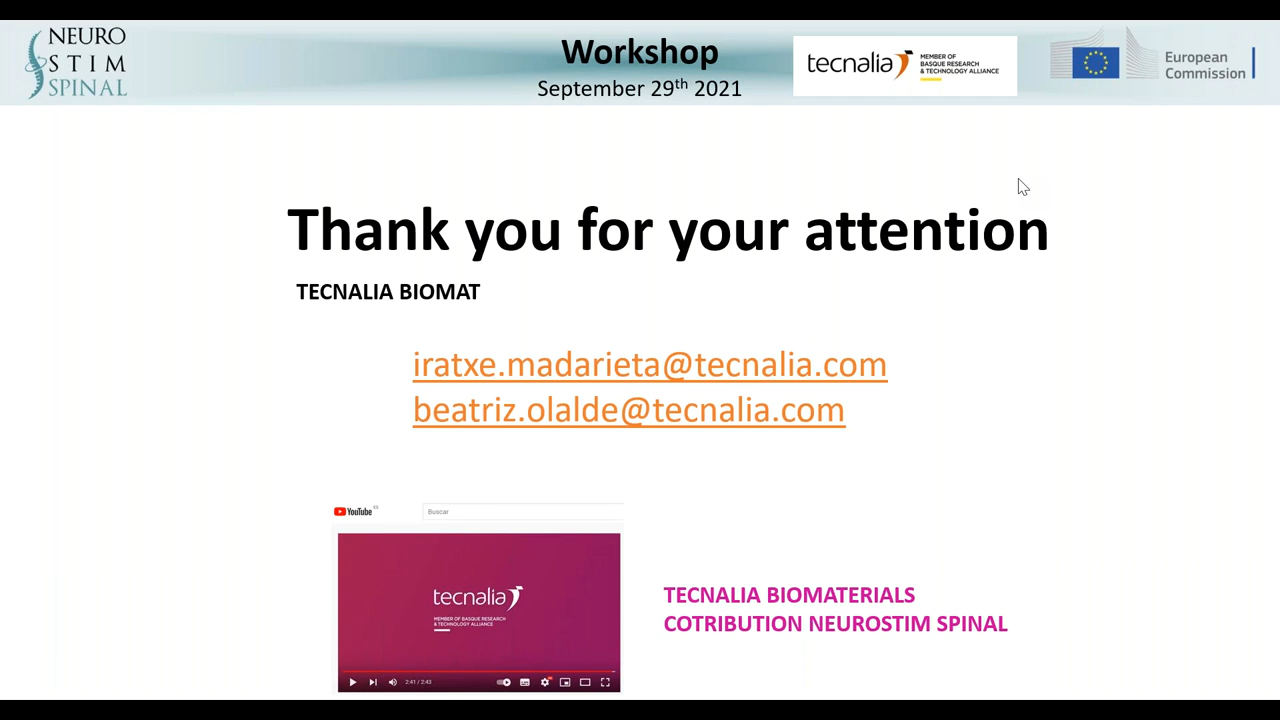 NEURO
STIM
SPINAL
Workshop
September 29th 2021
tecnalia
MEMBER OF
BASQUE RESEARCH
& TECHNOLOGY ALLIANCE
European
Commission
Thank you for your attention
TECNALIA BIOMAT
iratxe.madarieta@tecnalia.com
beatriz.olalde@tecnalia.com
YouTube ES
Buscar
tecnalia
MEMBER OF BASQUE RESEARCH
& TECHNOLOGY ALLIANCE
2:41 / 2:43
TECNALIA BIOMATERIALS
COTRIBUTION NEUROSTIM SPINAL